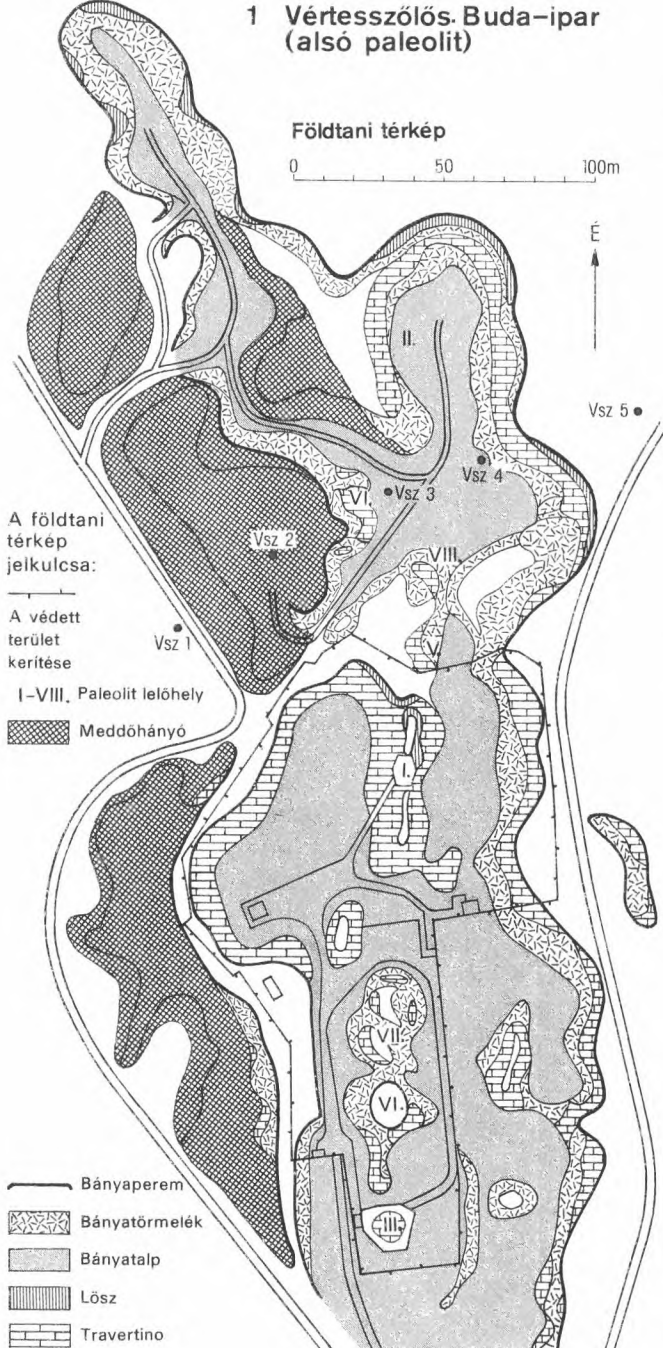 1 Vértesszőlős. Buda–ipar
(alsó paleolit)
Földtani térkép
0 50 100m
É
II.
Vsz 5
Vsz 4
VI.
Vsz 3
A földtani
térkép
jelkulcsa:
Vsz 2
VIII.
A védett
terület
kerítése
Vsz 1
V.
I–VIII. Paleolit lelőhely
Meddőhányó
I.
VII.
VI.
III.
Bányaperem
Bányatörmelék
Bányatalp
Lösz
Travertino